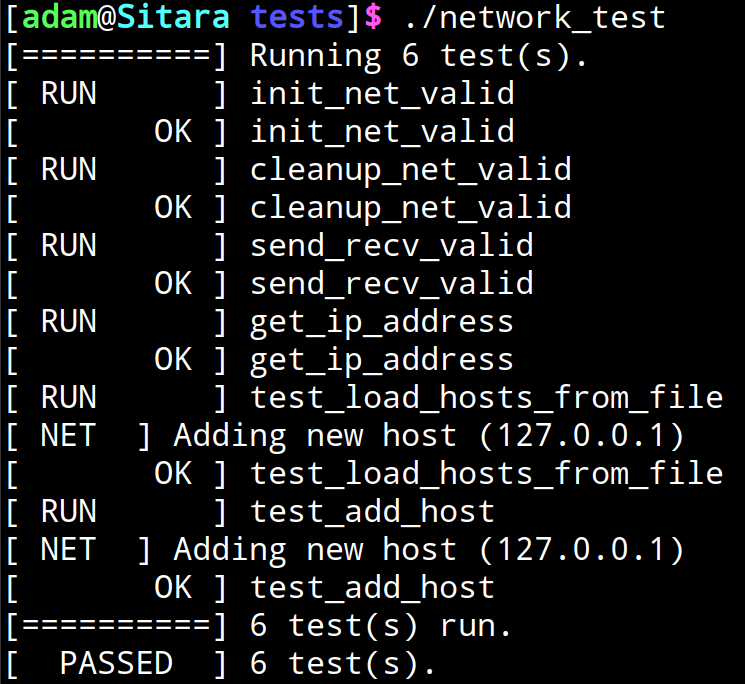 [adam@Sitara tests]$ ./network_test
[==========] Running 6 test(s).
[ RUN      ] init_net_valid
[       OK ] init_net_valid
[ RUN      ] cleanup_net_valid
[       OK ] cleanup_net_valid
[ RUN      ] send_recv_valid
[       OK ] send_recv_valid
[ RUN      ] get_ip_address
[       OK ] get_ip_address
[ RUN      ] test_load_hosts_from_file
[ NET  ] Adding new host (127.0.0.1)
[       OK ] test_load_hosts_from_file
[ RUN      ] test_add_host
[ NET  ] Adding new host (127.0.0.1)
[       OK ] test_add_host
[==========] 6 test(s) run.
[  PASSED  ] 6 test(s).